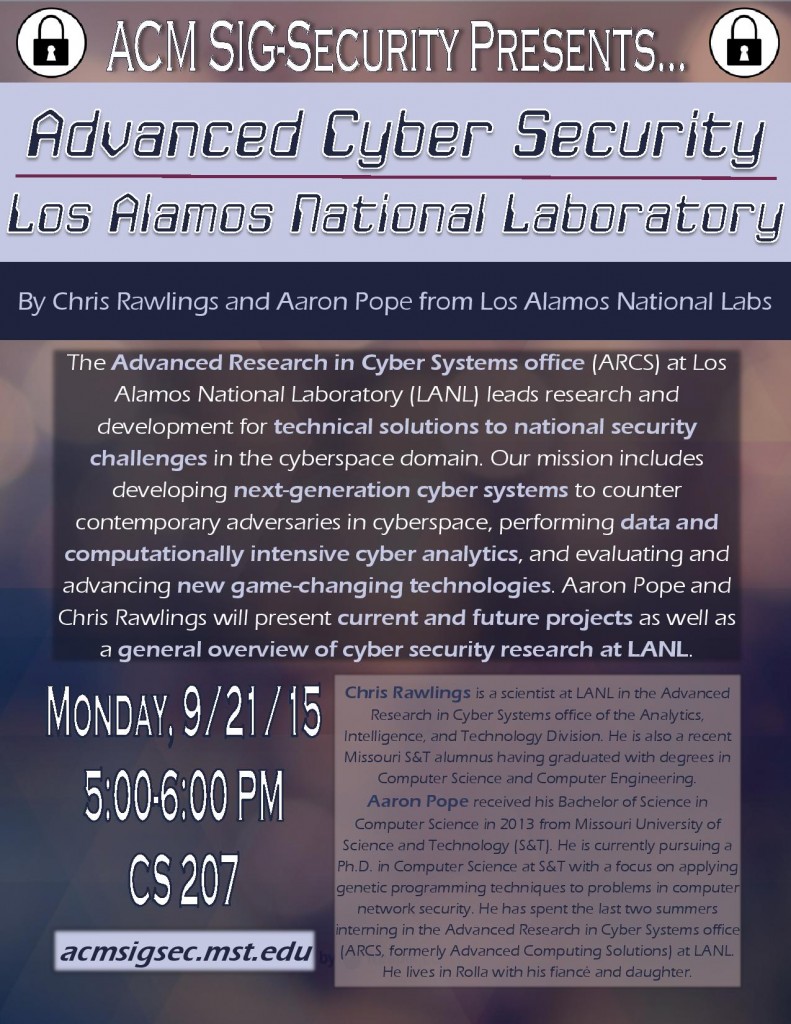 ACM SIG-Security Presents...
Advanced Cyber Security
Los Alamos National Laboratory
By Chris Rawlings and Aaron Pope from Los Alamos National Labs
The Advanced Research in Cyber Systems office (ARCS) at Los
Alamos National Laboratory (LANL) leads research and
development for technical solutions to national security
challenges in the cyberspace domain. Our mission includes
developing next-generation cyber systems to counter
contemporary adversaries in cyberspace, performing data and
computationally intensive cyber analytics, and evaluating and
advancing new game-changing technologies. Aaron Pope and
Chris Rawlings will present current and future projects as well as
a general overview of cyber security research at LANL.
Monday, 9/21/15
5:00-6:00 PM
CS 207
acmsigsec.mst.edu
Chris Rawlings is a scientist at LANL in the Advanced
Research in Cyber Systems office of the Analytics,
Intelligence, and Technology Division. He is also a recent
Missouri S&T alumnus having graduated with degrees in
Computer Science and Computer Engineering.
Aaron Pope received his Bachelor of Science in
Computer Science in 2013 from Missouri University of
Science and Technology (S&T). He is currently pursuing a
Ph.D. in Computer Science at S&T with a focus on applying
genetic programming techniques to problems in computer
network security. He has spent the last two summers
interning in the Advanced Research in Cyber Systems office
(ARCS, formerly Advanced Computing Solutions) at LANL.
He lives in Rolla with his fiancé and daughter.